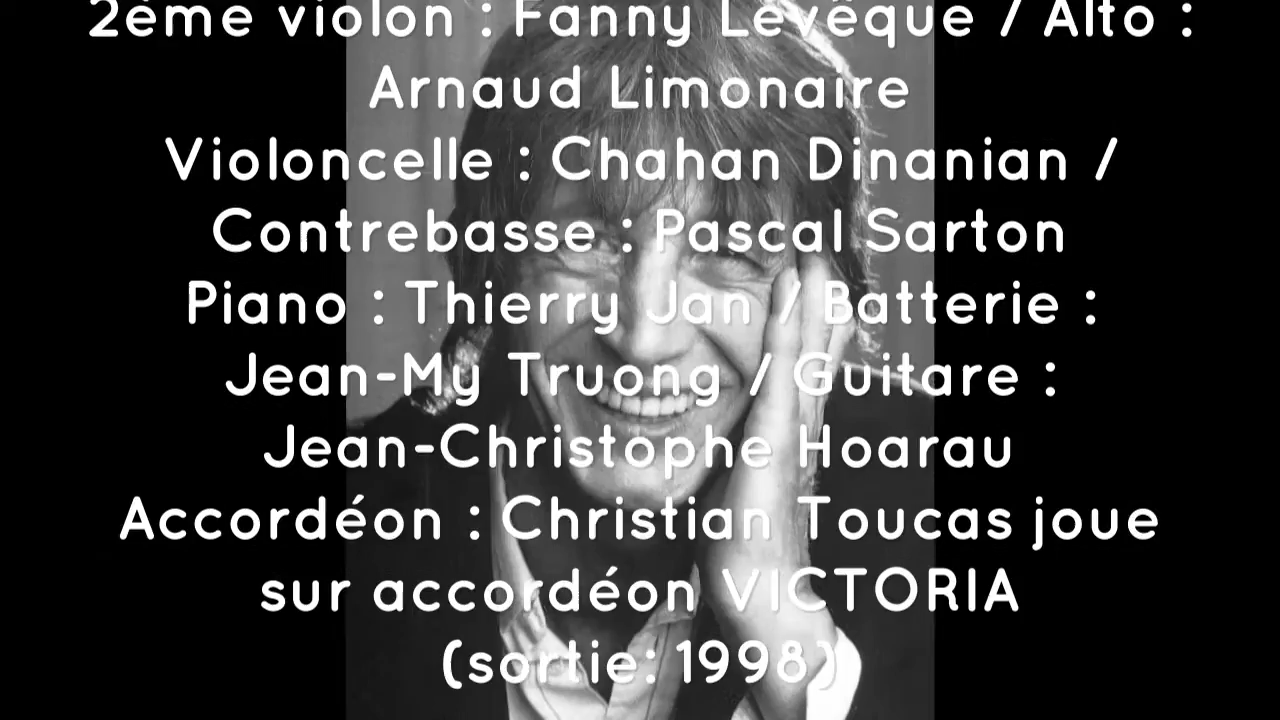 2ème violon : Fanny Lévêque / Alto :
Arnaud Limonaire
Violoncelle : Chahan Dinanian /
Contrebasse : Pascal Sarton
Piano : Thierry Jan / Batterie :
Jean-My Truong / Guitare :
Jean-Christophe Hoarau
Accordéon : Christian Toucas joue
sur accordéon VICTORIA
(sortie: 1998)